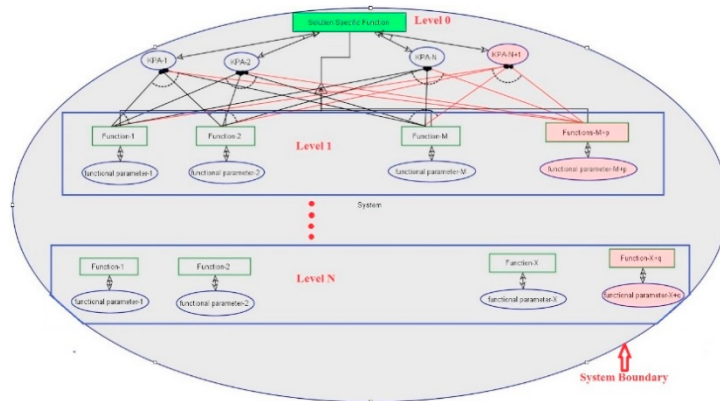 Solution Specific Function
Level 0
KPA-1
KPA-2
KPA-N
KPA-N+1
Function-1
Function-2
Function-M
Functions-M+p
Level 1
functional parameter-1
functional parameter-2
functional parameter-M
functional parameter-M+p
System
Function-1
Function-2
Function-X
Function-X+q
Level N
functional parameter-1
functional parameter-2
functional parameter-X
functional parameter-X+q
System Boundary